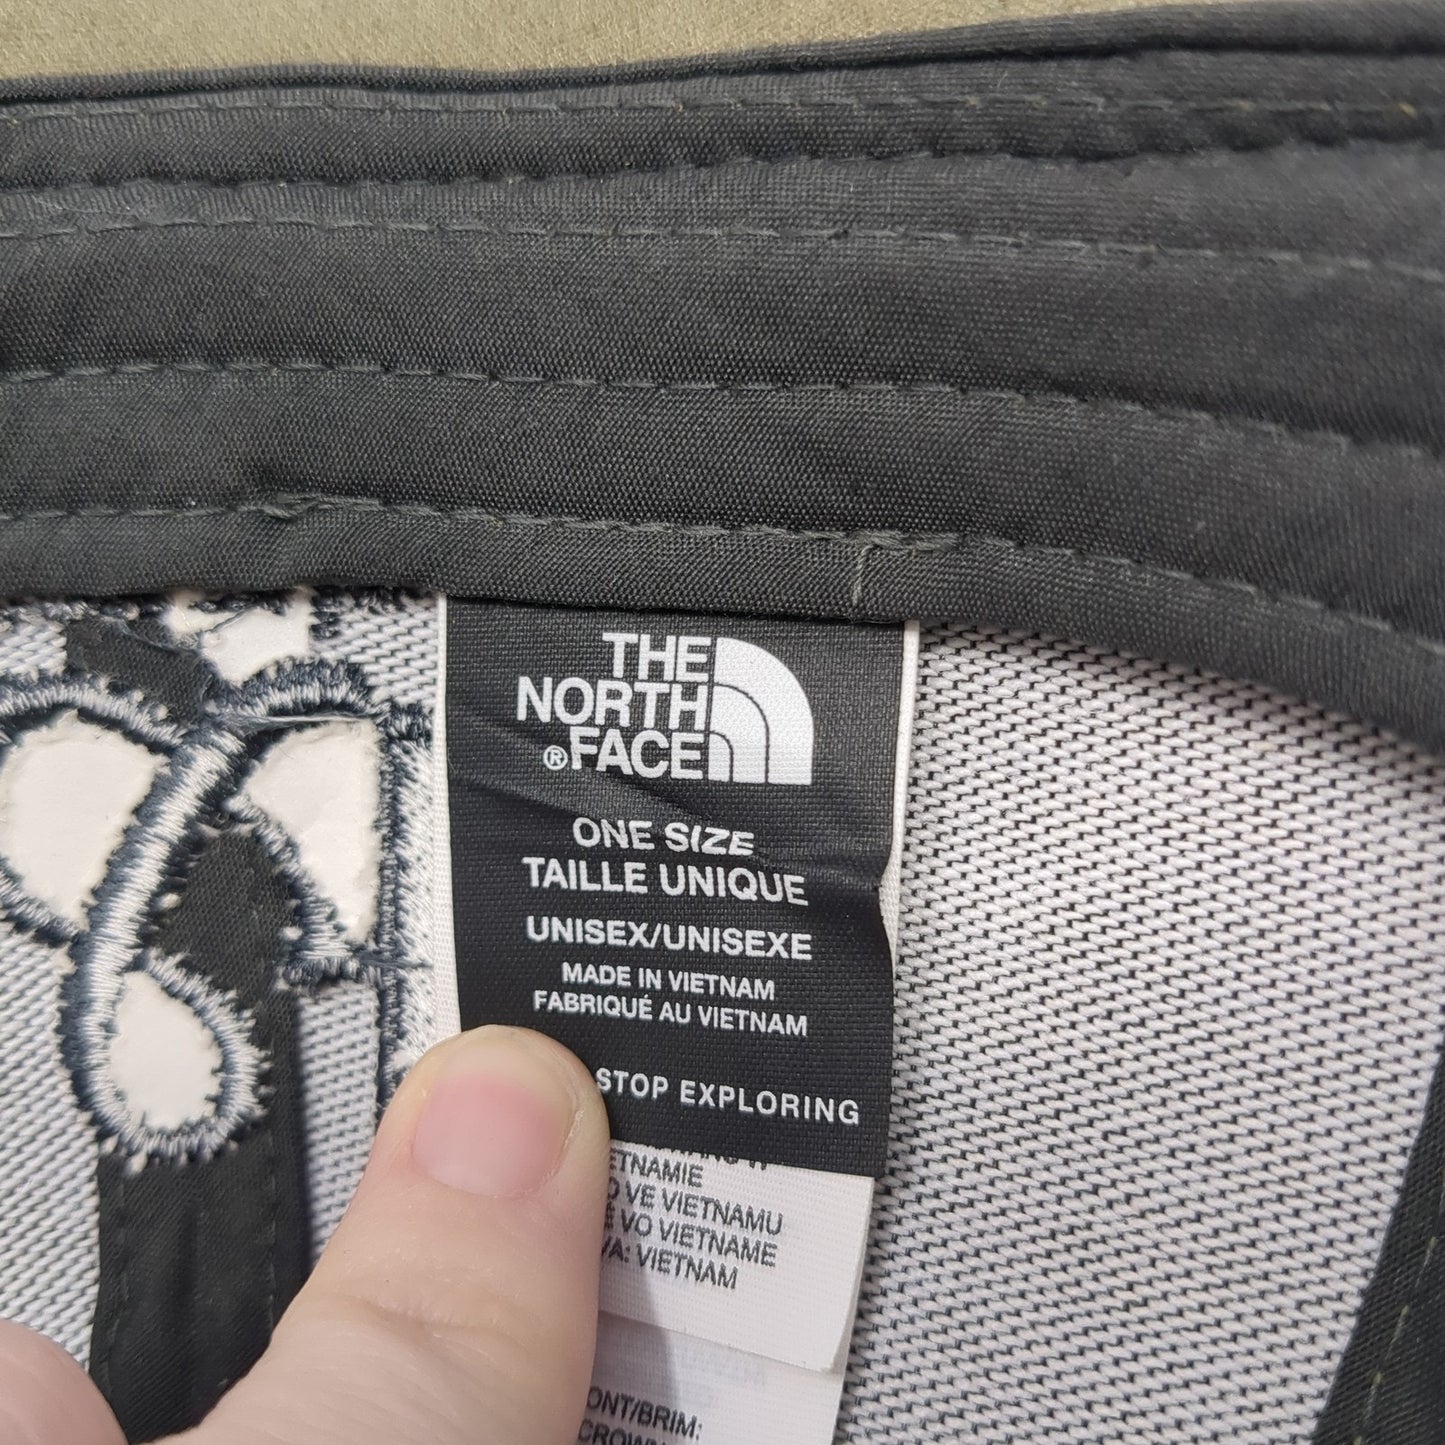 THE
NORTH
®FACE
ONE SIZE
TAILLE UNIQUE
UNISEX/UNISEXE
MADE IN VIETNAM
FABRIQUÉ AU VIETNAM
STOP EXPLORING
VE VIETNAMU
VO VIETNAME
VIETNAM